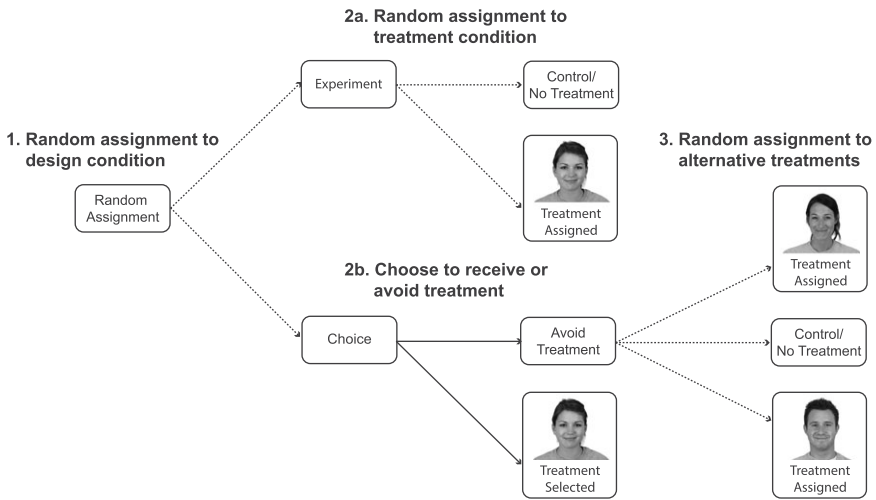 2a. Random assignment to
treatment condition
Experiment
Control/
No Treatment
Treatment
Assigned
1. Random assignment to
design condition
Random
Assignment
3. Random assignment to
alternative treatments
2b. Choose to receive or
avoid treatment
Choice
Avoid
Treatment
Treatment
Selected
Treatment
Assigned
Control/
No Treatment
Treatment
Assigned